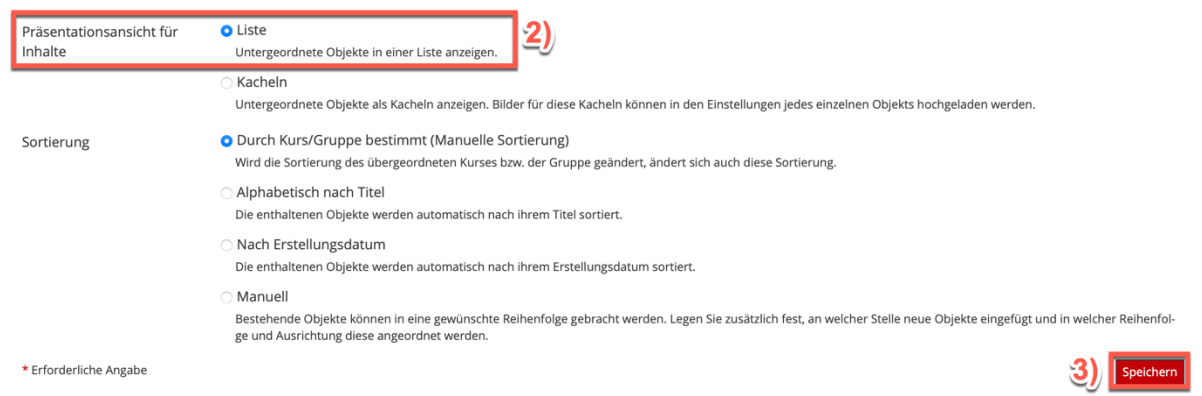 Präsentationsansicht für
Inhalte
Liste
2)
Untergeordnete Objekte in einer Liste anzeigen.
Kacheln
Untergeordnete Objekte als Kacheln anzeigen. Bilder für diese Kacheln können in den Einstellungen jedes einzelnen Objekts hochgeladen werden.
Sortierung
Durch Kurs/Gruppe bestimmt (Manuelle Sortierung)
Wird die Sortierung des übergeordneten Kurses bzw. der Gruppe geändert, ändert sich auch diese Sortierung.
Alphabetisch nach Titel
Die enthaltenen Objekte werden automatisch nach ihrem Titel sortiert.
Nach Erstellungsdatum
Die enthaltenen Objekte werden automatisch nach ihrem Erstellungsdatum sortiert.
Manuell
Bestehende Objekte können in eine gewünschte Reihenfolge gebracht werden. Legen Sie zusätzlich fest, an welcher Stelle neue Objekte eingefügt und in welcher Reihenfol-
ge und Ausrichtung diese angeordnet werden.
* Erforderliche Angabe
3)
Speichern